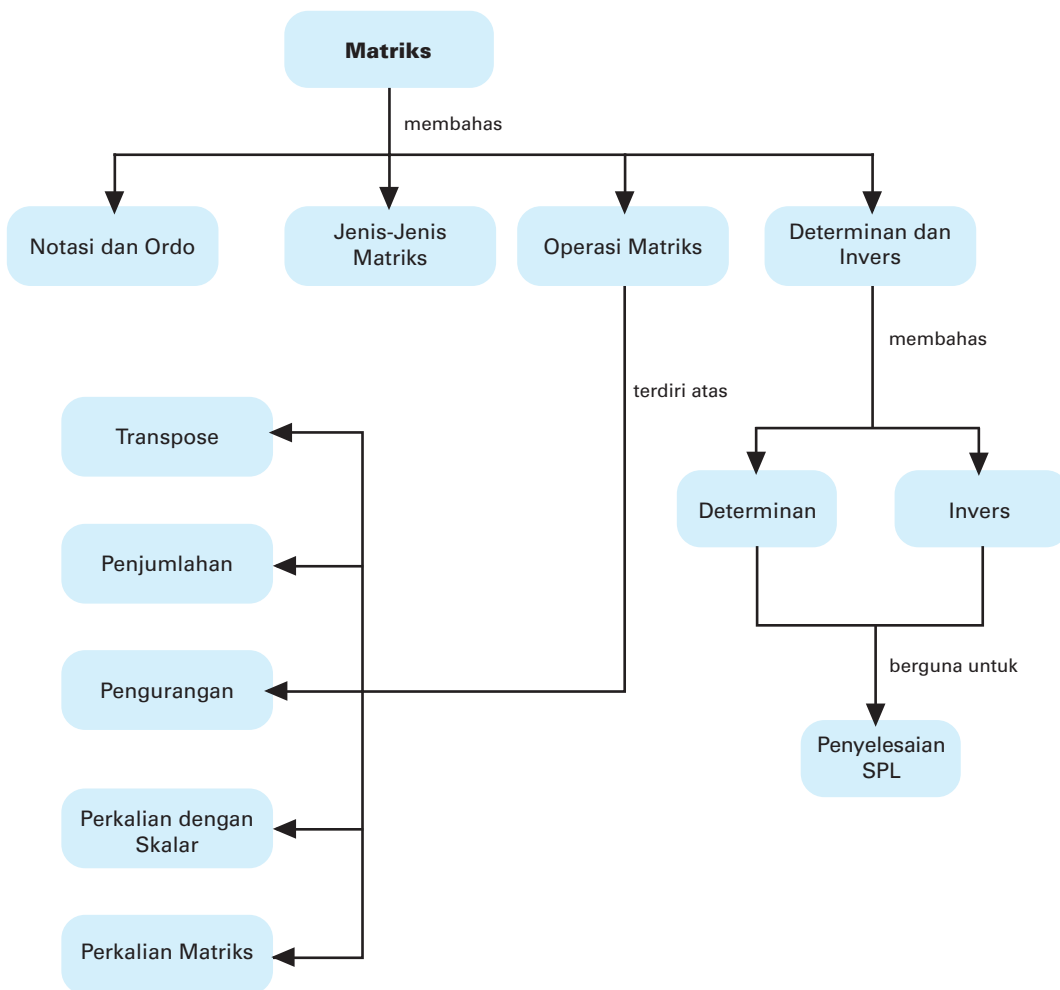 Matriks
membahas
Notasi dan Ordo
Jenis-Jenis
Matriks
Operasi Matriks
Determinan dan
Invers
membahas
terdiri atas
Transpose
Penjumlahan
Pengurangan
Perkalian dengan
Skalar
Perkalian Matriks
Determinan
Invers
berguna untuk
Penyelesaian
SPL